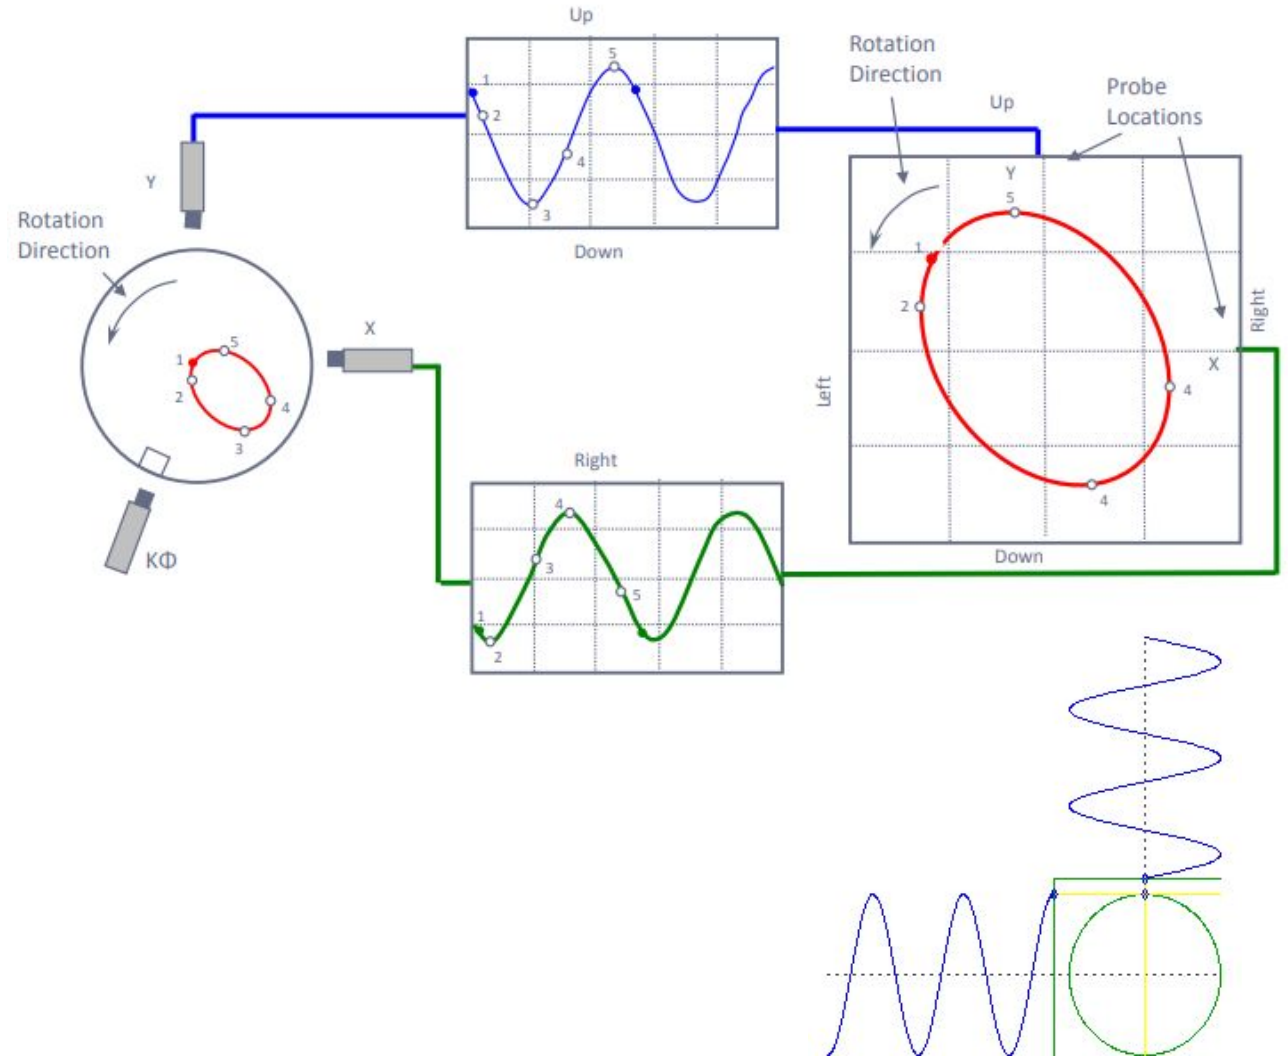 Up
1
2
3
4
5
Down
Y
Rotation
Direction
1
2
3
4
5
X
KΦ
Right
1
2
3
4
5
Rotation
Direction
Up
Probe
Locations
Y
5
1
2
4
4
X
Left
Right
Down